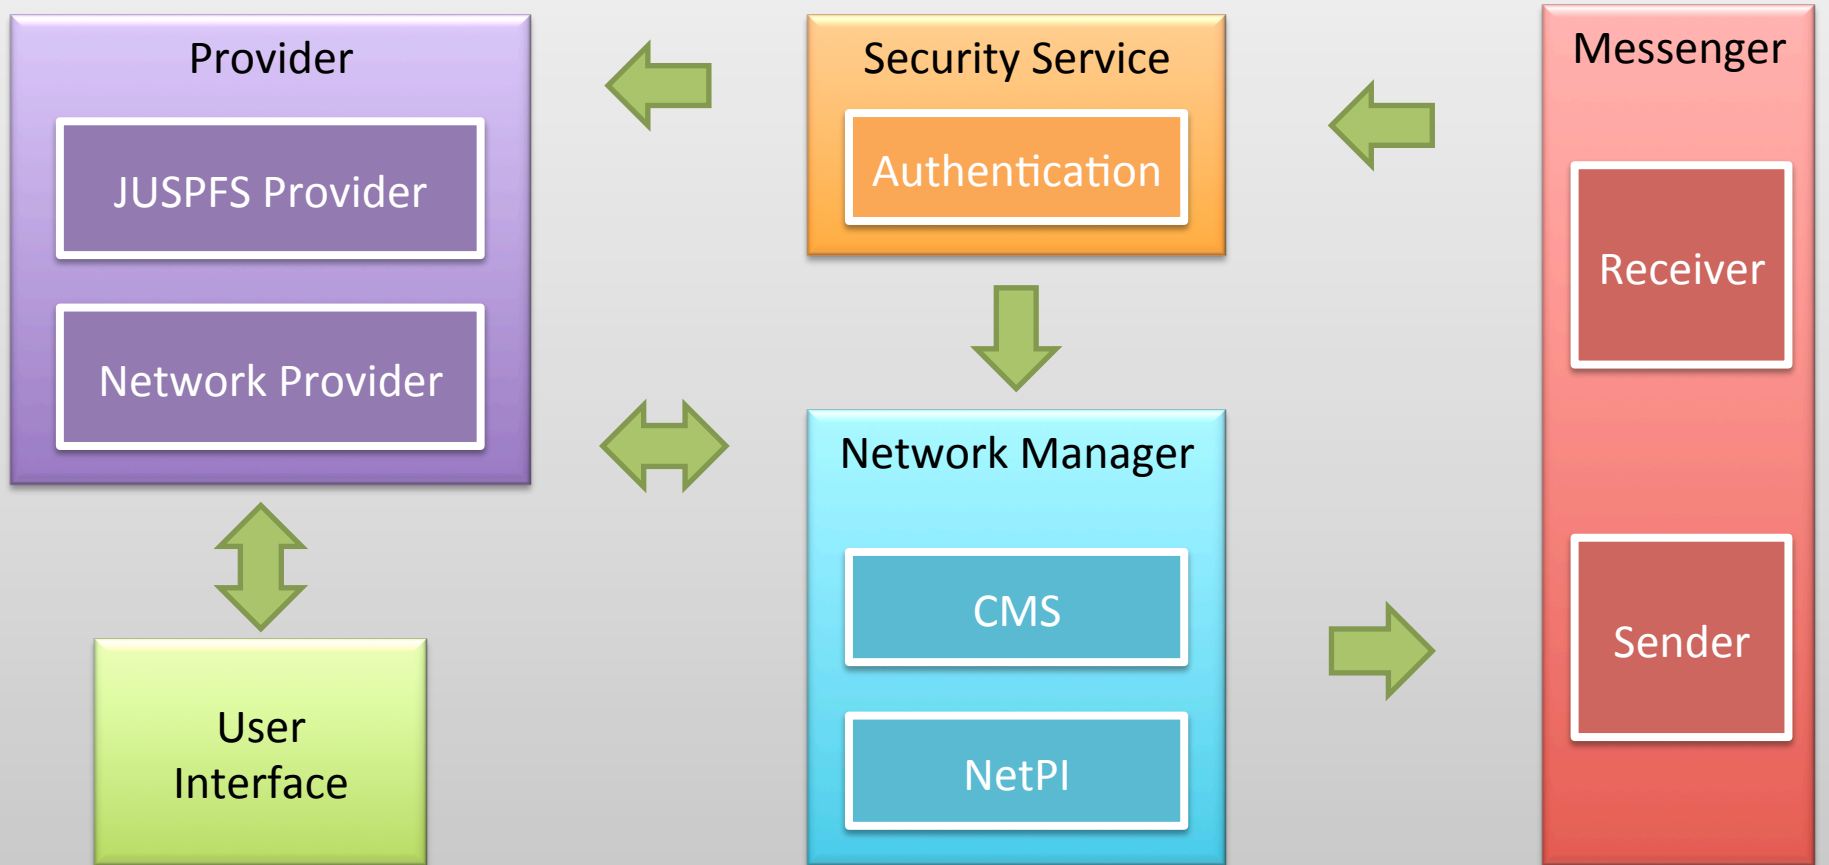 Provider
JUSPFS Provider
Network Provider
User
Interface
Security Service
Authentication
Network Manager
CMS
NetPI
Messenger
Receiver
Sender